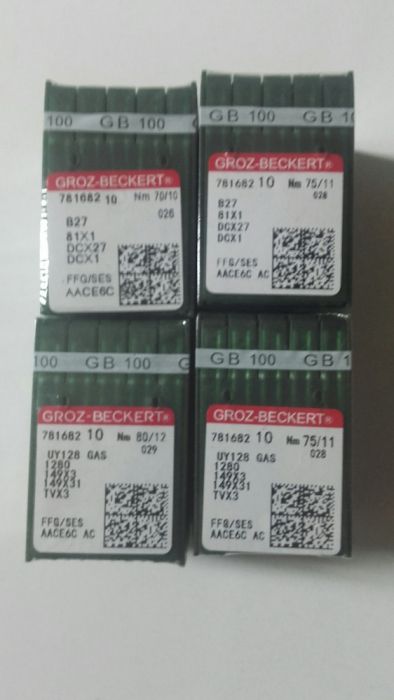 100 GB 100
GROZ-BECKERT®
781682 10 Nm 70/10
026
B27
81X1
DCX27
DCX1
FFG/SES
AACE6C
GB 100 GB 1
GROZ-BECKERT®
781682 10 Nm 75/11
028
B27
81X1
DCX27
DCX1
FFG/SES
AACE6C AC
100 GB 100 G
GROZ-BECKERT®
781682 10 Nm 80/12
029
UY128 GAS
1280
149X3
149X31
TVX3
FFG/SES
AACE6C AC
GB 100 GB 1
GROZ-BECKERT®
781682 10 Nm 75/11
028
UY128 GAS
1280
149X3
149X31
TVX3
FFG/SES
AACE6C AC